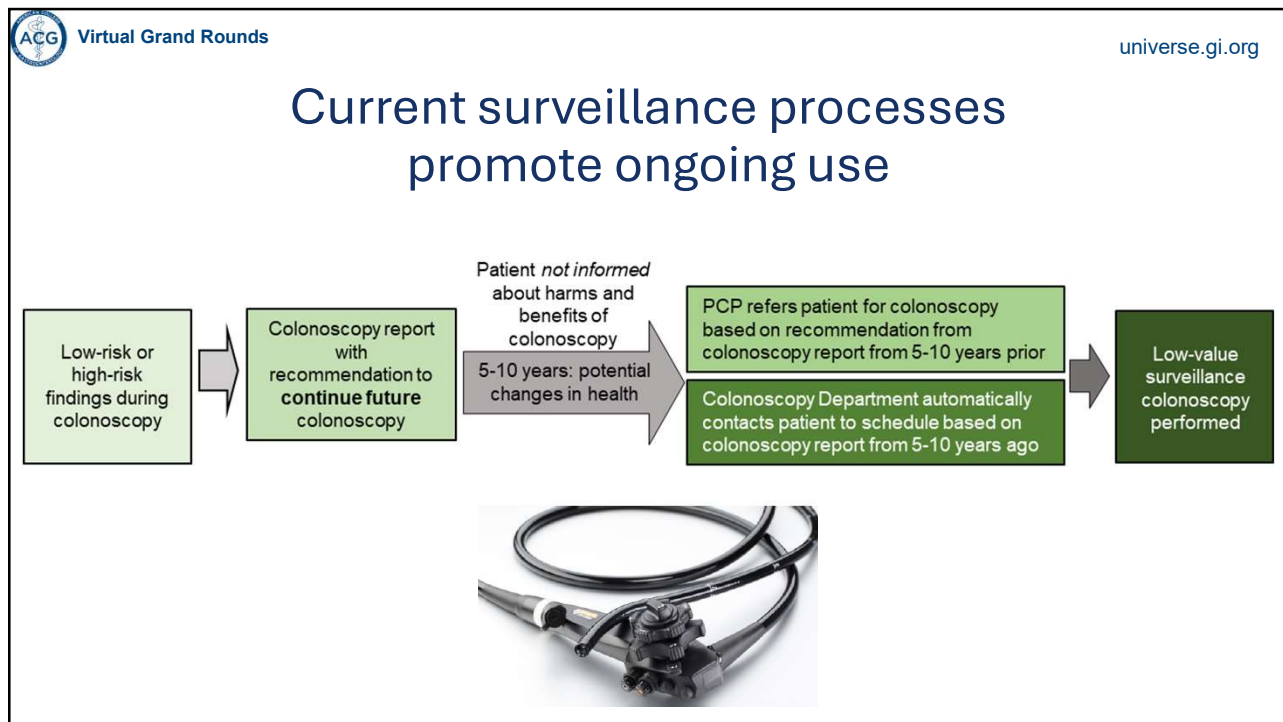 ACG
Virtual Grand Rounds
universe.gi.org
Current surveillance processes
promote ongoing use
Low-risk or
high-risk
findings during
colonoscopy
Colonoscopy report
with
recommendation to
continue future
colonoscopy
Patient not informed
about harms and
benefits of
colonoscopy
5-10 years: potential
changes in health
PCP refers patient for colonoscopy
based on recommendation from
colonoscopy report from 5-10 years prior
Colonoscopy Department automatically
contacts patient to schedule based on
colonoscopy report from 5-10 years ago
Low-value
surveillance
colonoscopy
performed